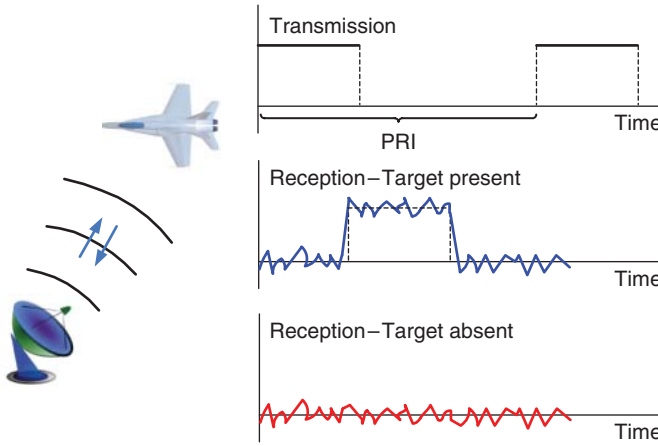 Transmission
Time
PRI
Reception–Target present
Time
Reception–Target absent
Time